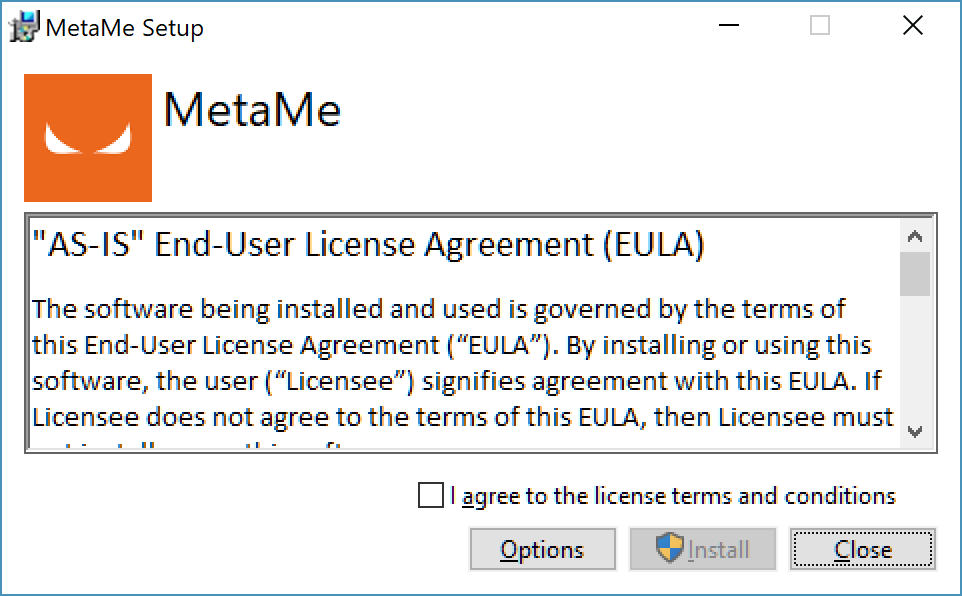 MetaMe Setup
MetaMe
"AS-IS" End-User License Agreement (EULA)
The software being installed and used is governed by the terms of
this End-User License Agreement (“EULA”). By installing or using this
software, the user (“Licensee”) signifies agreement with this EULA. If
Licensee does not agree to the terms of this EULA, then Licensee must
I agree to the license terms and conditions
Options
Install
Close